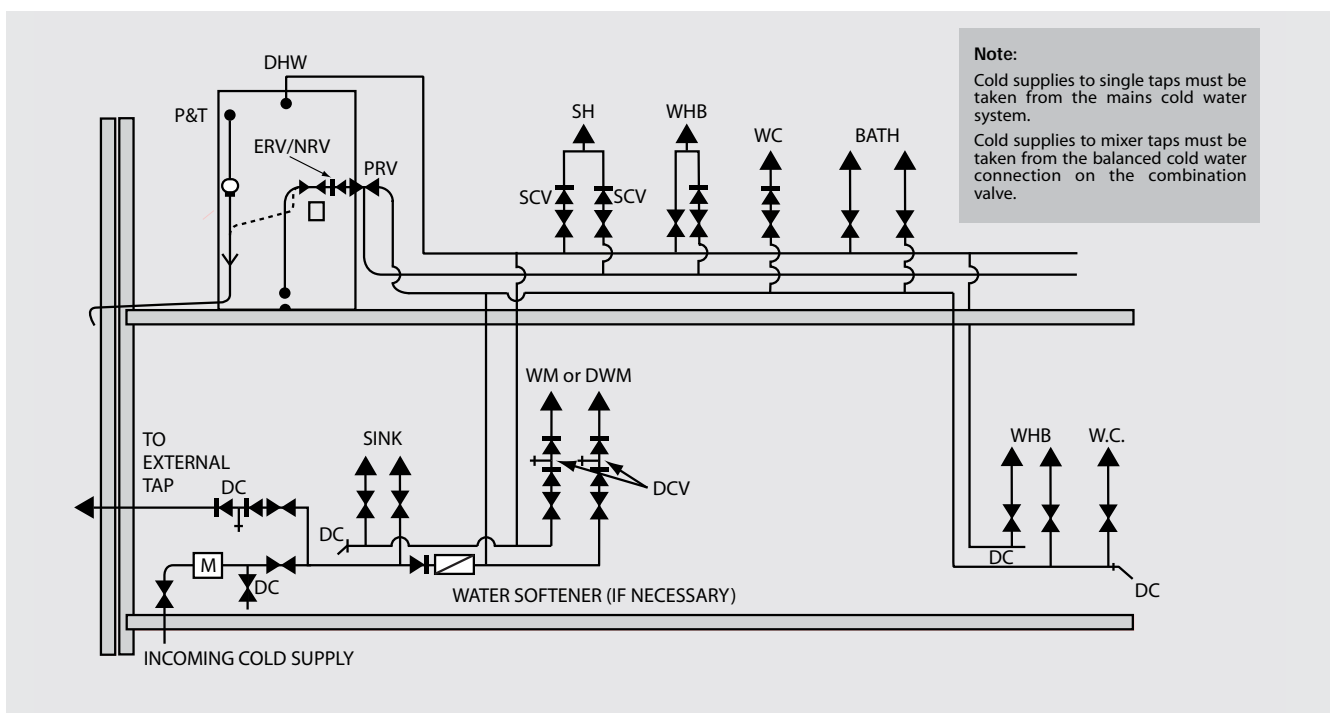 Note:
Cold supplies to single taps must be
taken from the mains cold water
system.
Cold supplies to mixer taps must be
taken from the balanced cold water
connection on the combination
valve.
DHW
P&T
ERV/NRV
PRV
SH
WHB
WC
BATH
SCV
SCV
WM or DWM
SINK
TO
EXTERNAL
TAP
DC
DCV
WHB
W.C.
DC
M
DC
DC
DC
WATER SOFTENER (IF NECESSARY)
INCOMING COLD SUPPLY